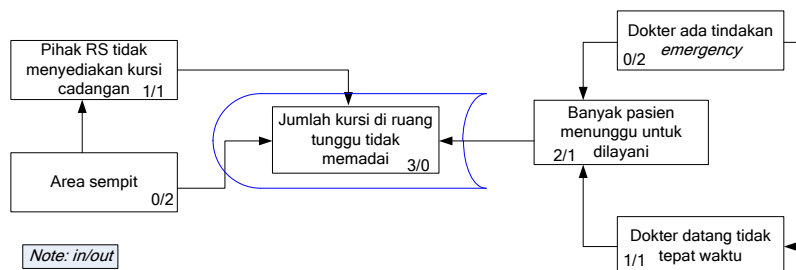 Pihak RS tidak
menyediakan kursi
cadangan 1/1
Area sempit
0/2
Note: in/out
Jumlah kursi di ruang
tunggu tidak
memadai
3/0
Dokter ada tindakan
emergency
0/2
Banyak pasien
menunggu untuk
dilayani
2/1
Dokter datang tidak
tepat waktu
1/1